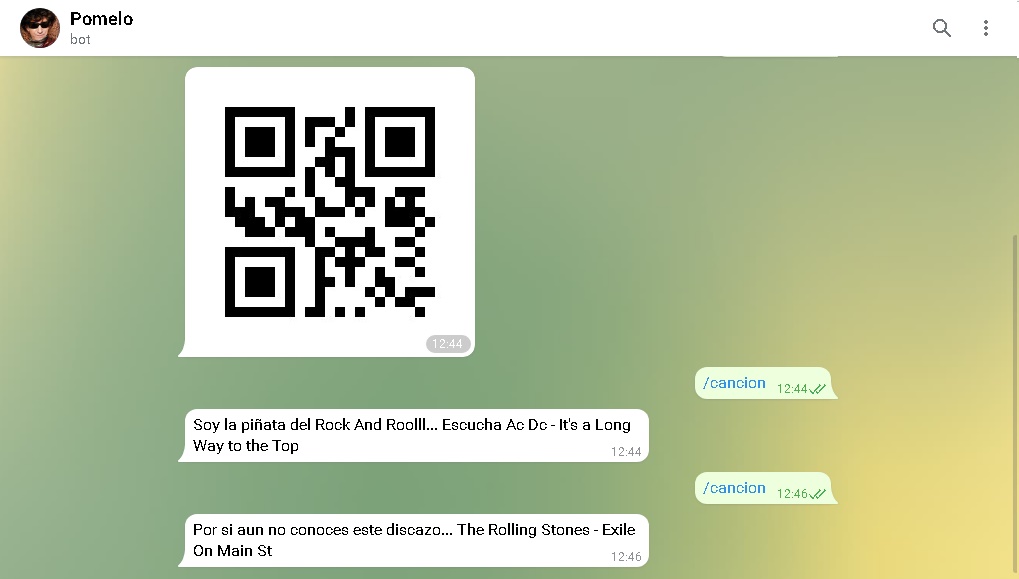 Pomelo
bot
12:44
/cancion 12:44
Soy la piñata del Rock And Roolll... Escucha Ac Dc - It's a Long
Way to the Top
12:44
/cancion 12:46
Por si aun no conoces este discazo... The Rolling Stones - Exile
On Main St
12:46